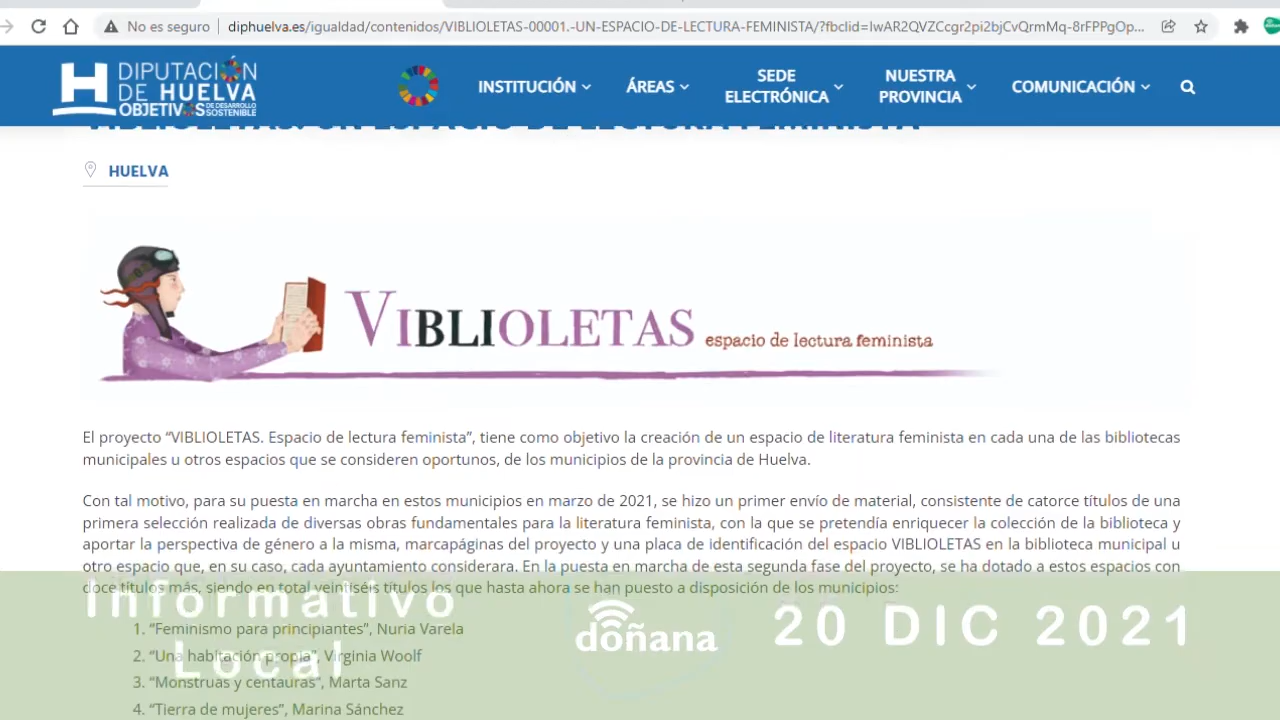 No es seguro
diphuelva.es/igualdad/contenidos/VIBLIOLETAS-00001.-UN-ESPACIO-DE-LECTURA-FEMINISTA/?fbclid=IwAR2QVZCcgr2pi2bjCvQrmMq-8rFPPgOp...
DIPUTACIÓN
DE HUELVA
OBJETIVOS DE DESARROLLO SOSTENIBLE
INSTITUCIÓN
ÁREAS
SEDE
ELECTRÓNICA
NUESTRA
PROVINCIA
COMUNICACIÓN
VIBLIOLETAS. UN ESPACIO DE LECTURA FEMINISTA
HUELVA
VIBLIOLETAS espacio de lectura feminista
El proyecto “VIBLIOLETAS. Espacio de lectura feminista”, tiene como objetivo la creación de un espacio de literatura feminista en cada una de las bibliotecas
municipales u otros espacios que se consideren oportunos, de los municipios de la provincia de Huelva.
Con tal motivo, para su puesta en marcha en estos municipios en marzo de 2021, se hizo un primer envío de material, consistente de catorce títulos de una
primera selección realizada de diversas obras fundamentales para la literatura feminista, con la que se pretendía enriquecer la colección de la biblioteca y
aportar la perspectiva de género a la misma, marcapáginas del proyecto y una placa de identificación del espacio VIBLIOLETAS en la biblioteca municipal u
otro espacio que, en su caso, cada ayuntamiento considerara. En la puesta en marcha de esta segunda fase del proyecto, se ha dotado a estos espacios con
doce títulos más, siendo en total veintiséis títulos los que hasta ahora se han puesto a disposición de los municipios:
1. “Feminismo para principiantes”, Nuria Varela
2. “Una habitación propia”, Virginia Woolf
3. “Monstruas y centauras”, Marta Sanz
4. “Tierra de mujeres”, Marina Sánchez
Informativo
Local
doñana
20 DIC 2021